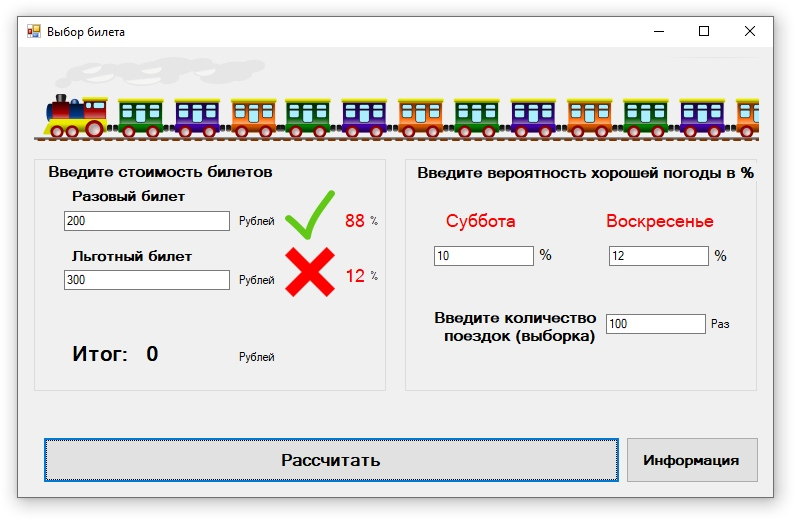 Выбор билета
Введите стоимость билетов
Разовый билет
200 Рублей 88 %
Льготный билет
300 Рублей 12 %
Итог: 0 Рублей
Введите вероятность хорошей погоды в %
Суббота Воскресенье
10 % 12 %
Введите количество
поездок (выборка) 100 Раз
Рассчитать
Информация